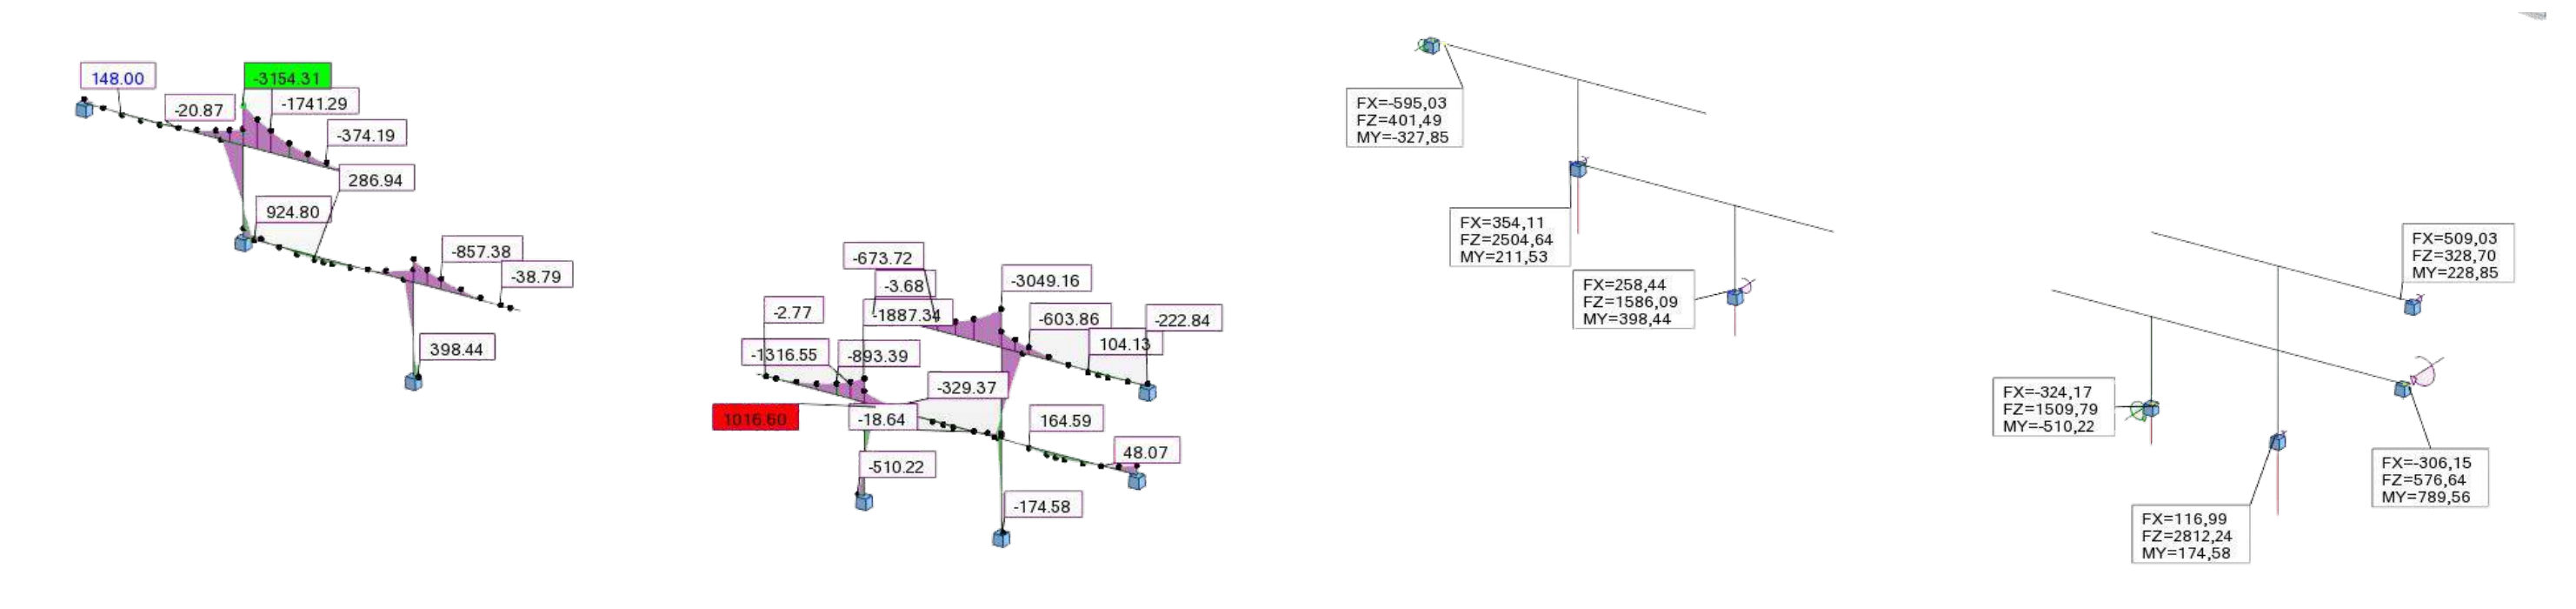 148.00
-3154.31
-20.87
-1741.29
-374.19
286.94
924.80
-857.38
-38.79
398.44
-673.72
-3.68
-3049.16
-2.77
-1887.34
-603.86
-222.84
104.13
-1316.55
-893.39
-329.37
1016.60
-18.64
164.59
48.07
-510.22
-174.58
FX=-595,03
FZ=401,49
MY=-327,85
FX=354,11
FZ=2504,64
MY=211,53
FX=258,44
FZ=1586,09
MY=398,44
FX=509,03
FZ=328,70
MY=228,85
FX=-324,17
FZ=1509,79
MY=-510,22
FX=-306,15
FZ=576,64
MY=789,56
FX=116,99
FZ=2812,24
MY=174,58